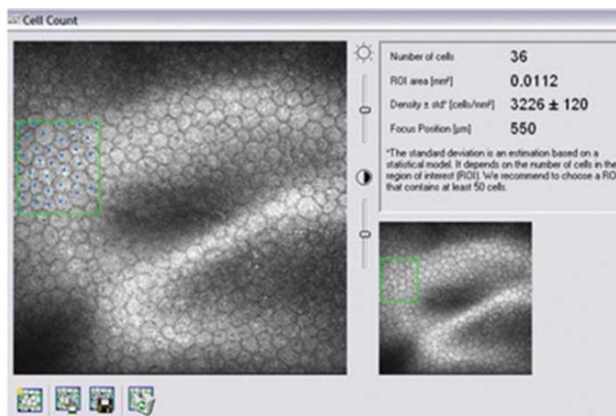 Cell Count
Number of cells 36
ROI area [mm²] 0.0112
Density ± std* [cells/mm²] 3226 ± 120
Focus Position [µm] 550
*The standard deviation is an estimation based on a
statistical model. It depends on the number of cells in the
region of interest (ROI). We recommend to choose a RO
that contains at least 50 cells.